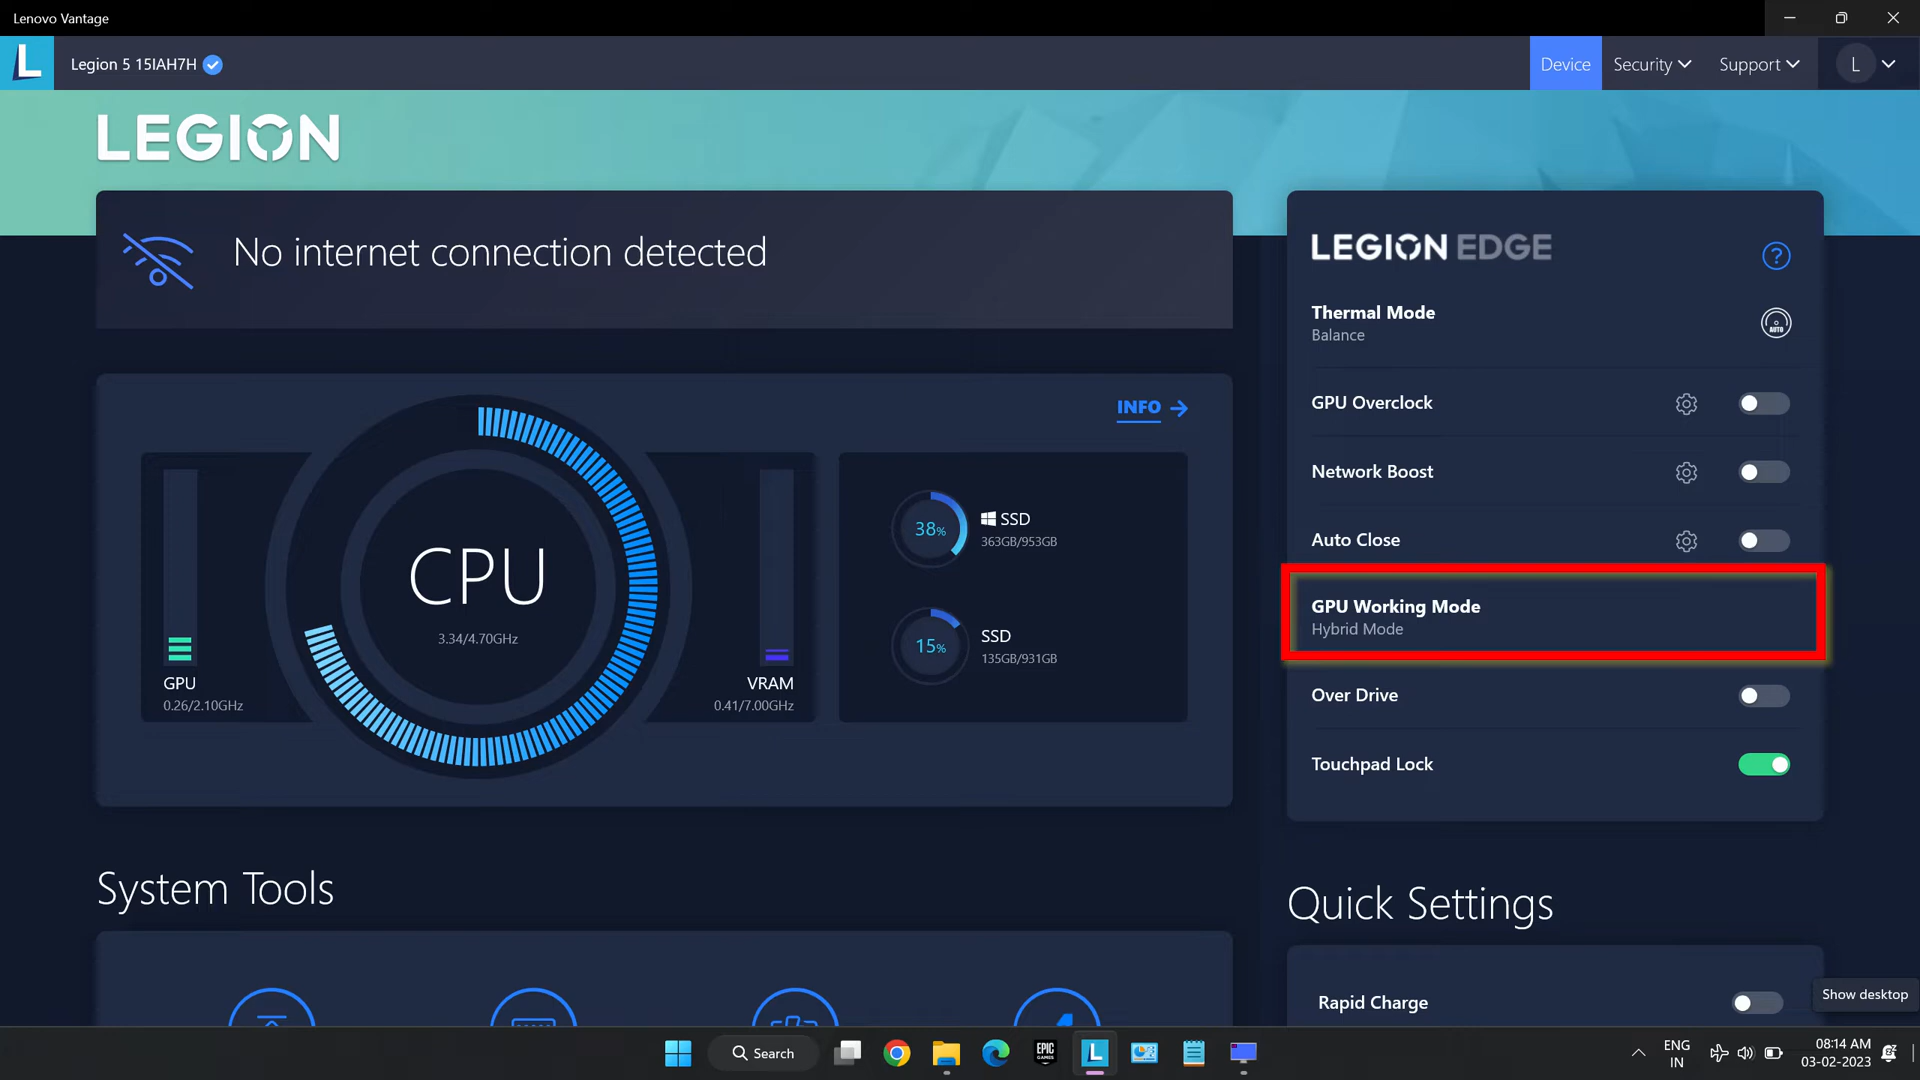 Lenovo Vantage
L
Legion 5 15IAH7H
Device
Security
Support
L
LEGION
No internet connection detected
INFO
CPU
3.34/4.70GHz
GPU
0.26/2.10GHz
VRAM
0.41/7.00GHz
38%
SSD
363GB/953GB
15%
SSD
135GB/931GB
LEGION EDGE
?
Thermal Mode
Balance
AUTO
GPU Overclock
Network Boost
Auto Close
GPU Working Mode
Hybrid Mode
Over Drive
Touchpad Lock
System Tools
Quick Settings
Rapid Charge
Show desktop
Search
EPIC
GAMES
L
ENG
IN
08:14 AM
03-02-2023